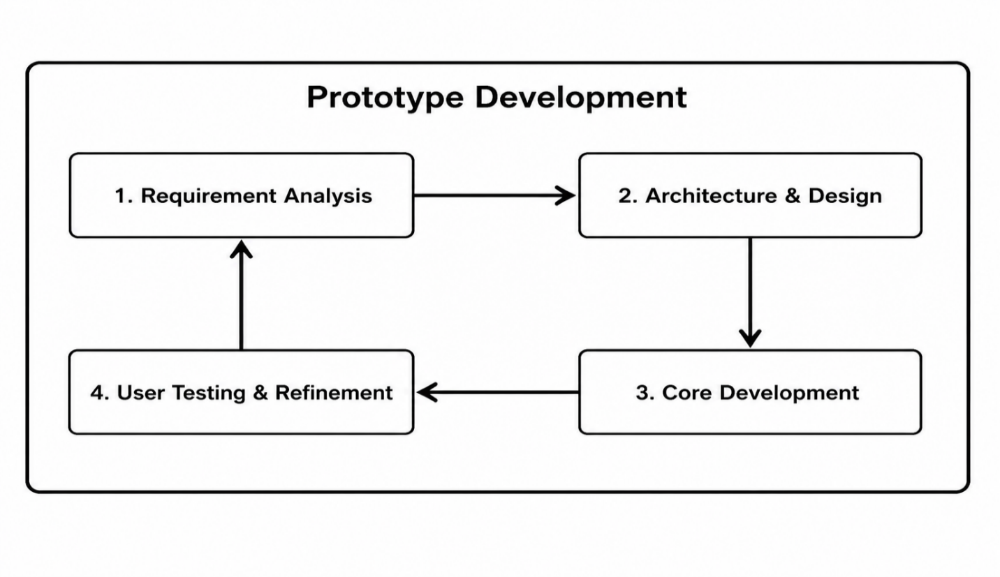 Prototype Development
1. Requirement Analysis
2. Architecture & Design
4. User Testing & Refinement
3. Core Development